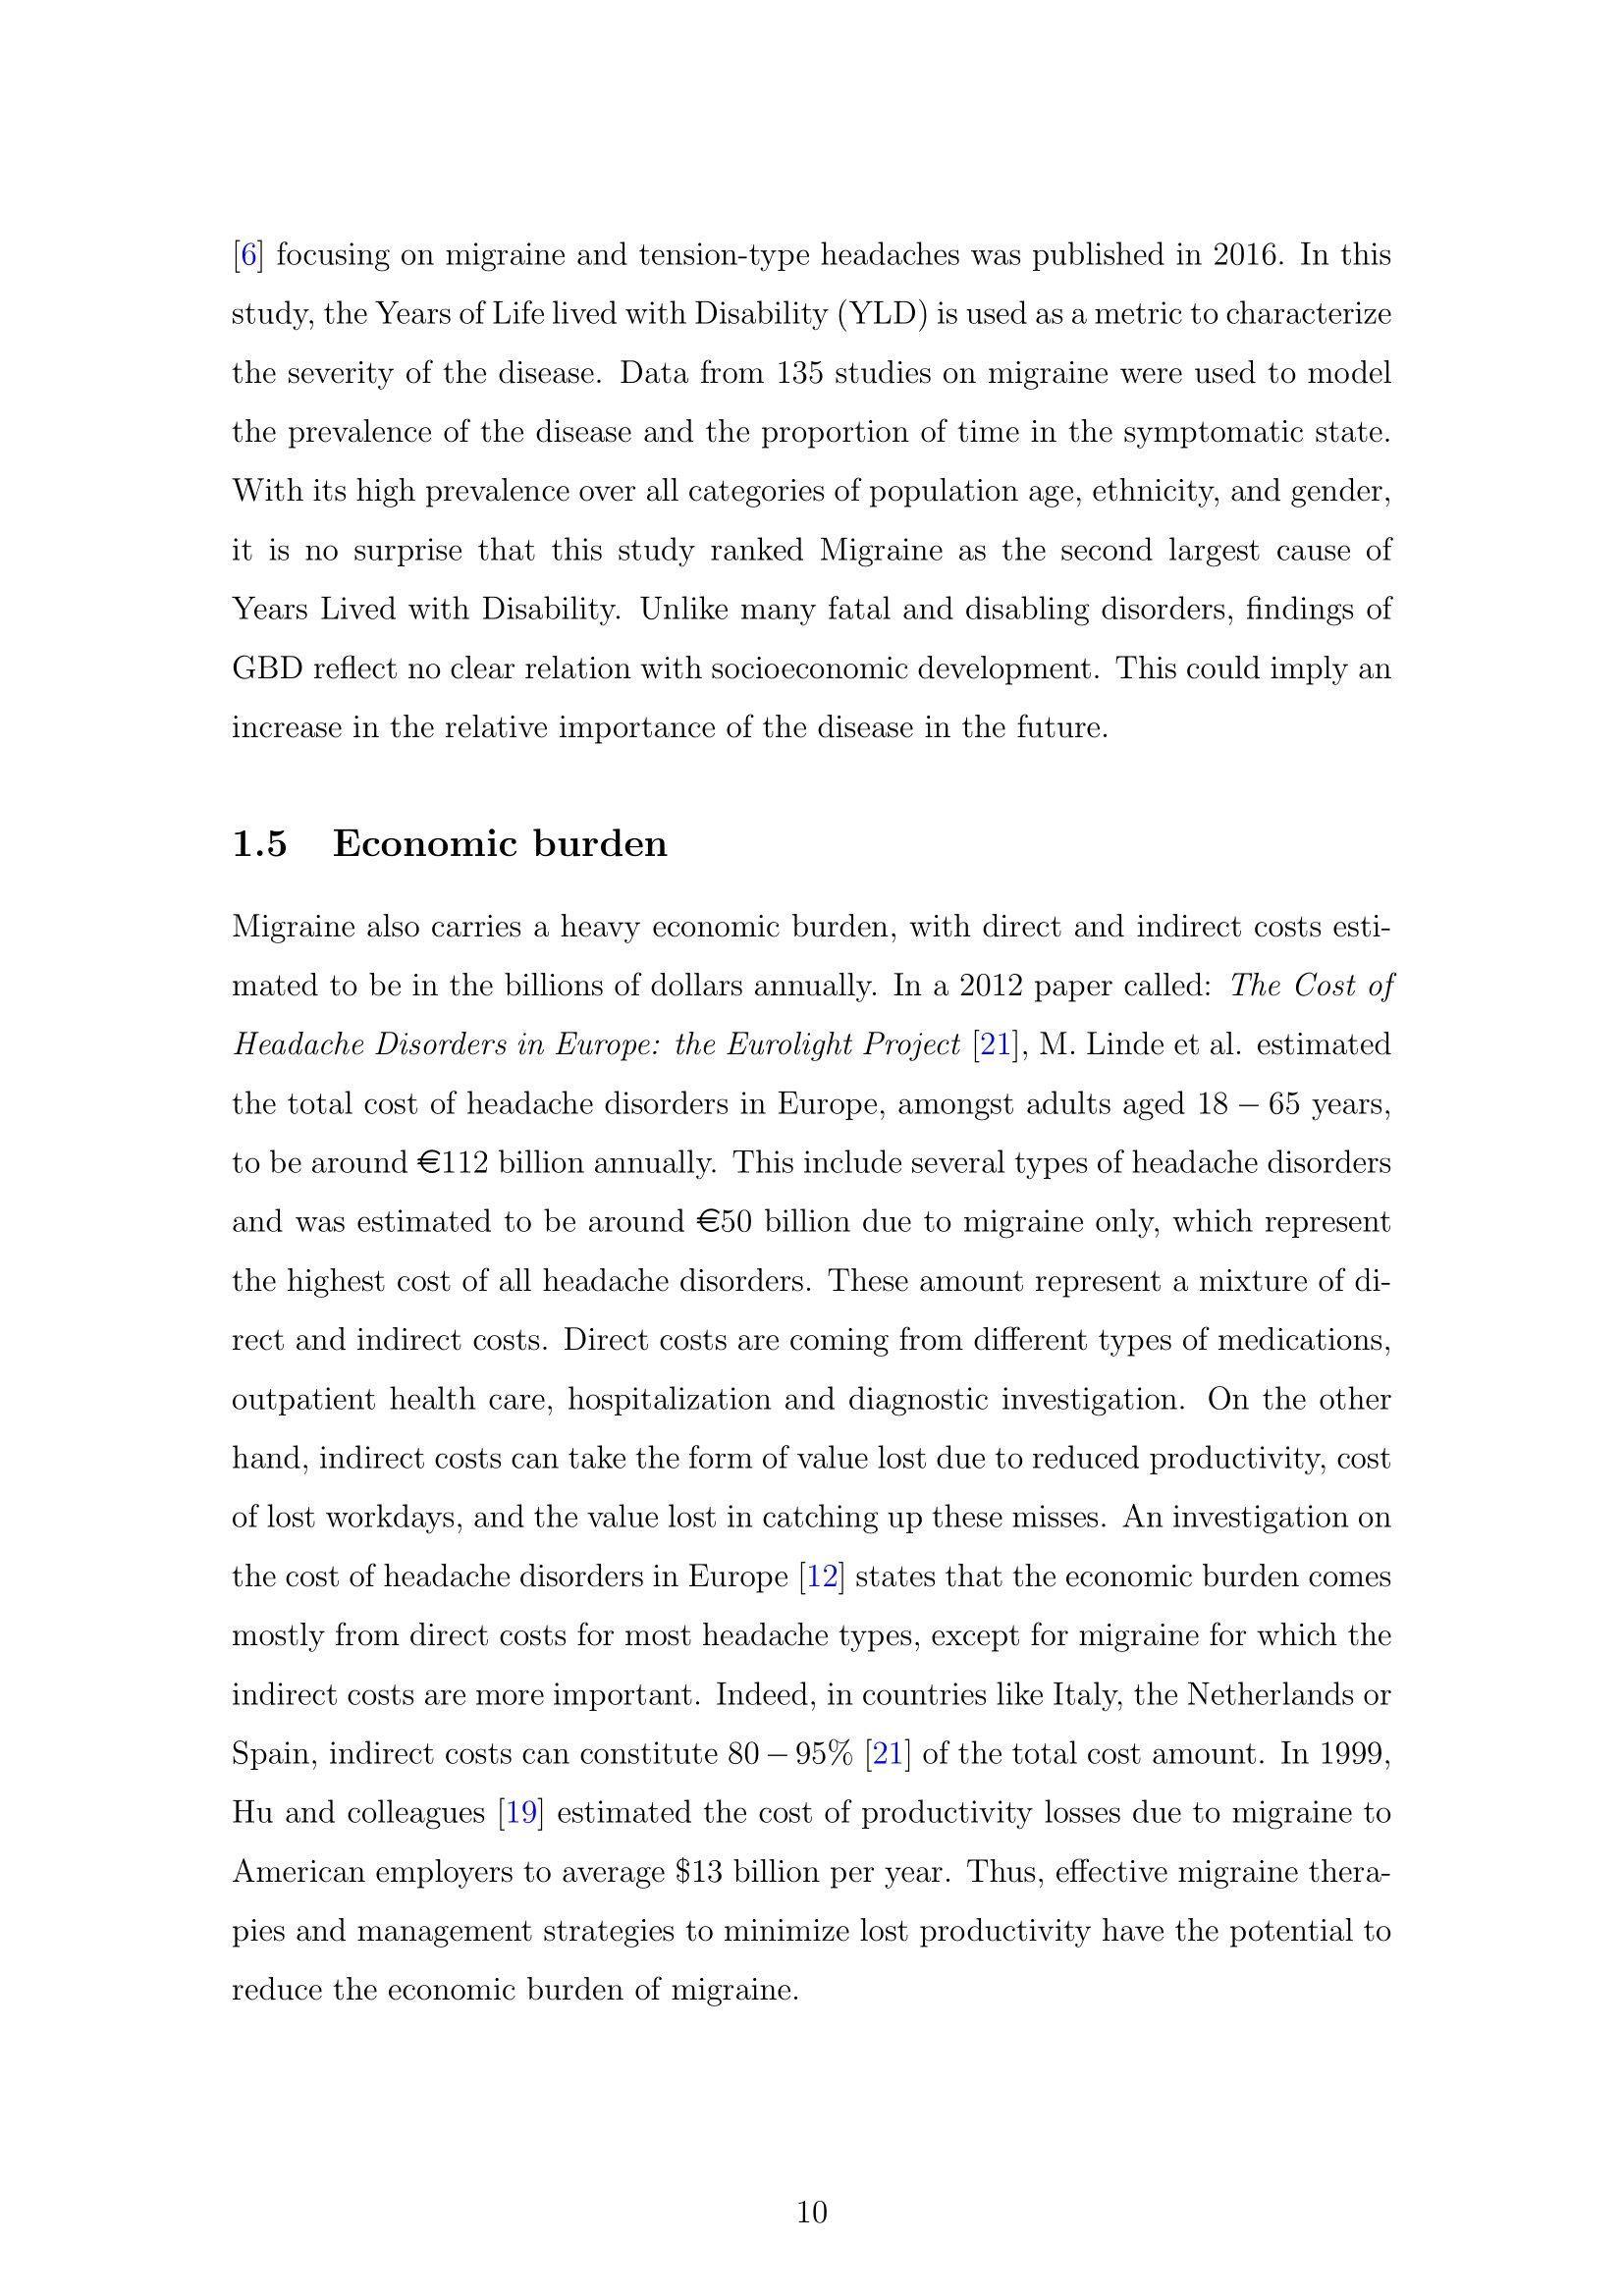 [6] focusing on migraine and tension-type headaches was published in 2016. In this
study, the Years of Life lived with Disability (YLD) is used as a metric to characterize
the severity of the disease. Data from 135 studies on migraine were used to model
the prevalence of the disease and the proportion of time in the symptomatic state.
With its high prevalence over all categories of population age, ethnicity, and gender,
it is no surprise that this study ranked Migraine as the second largest cause of
Years Lived with Disability. Unlike many fatal and disabling disorders, findings of
GBD reflect no clear relation with socioeconomic development. This could imply an
increase in the relative importance of the disease in the future.
1.5 Economic burden
Migraine also carries a heavy economic burden, with direct and indirect costs esti-
mated to be in the billions of dollars annually. In a 2012 paper called: The Cost of
Headache Disorders in Europe: the Eurolight Project [21], M. Linde et al. estimated
the total cost of headache disorders in Europe, amongst adults aged 18 – 65 years,
to be around €112 billion annually. This include several types of headache disorders
and was estimated to be around €50 billion due to migraine only, which represent
the highest cost of all headache disorders. These amount represent a mixture of di-
rect and indirect costs. Direct costs are coming from different types of medications,
outpatient health care, hospitalization and diagnostic investigation. On the other
hand, indirect costs can take the form of value lost due to reduced productivity, cost
of lost workdays, and the value lost in catching up these misses. An investigation on
the cost of headache disorders in Europe [12] states that the economic burden comes
mostly from direct costs for most headache types, except for migraine for which the
indirect costs are more important. Indeed, in countries like Italy, the Netherlands or
Spain, indirect costs can constitute 80 – 95% [21] of the total cost amount. In 1999,
Hu and colleagues [19] estimated the cost of productivity losses due to migraine to
American employers to average $13 billion per year. Thus, effective migraine thera-
pies and management strategies to minimize lost productivity have the potential to
reduce the economic burden of migraine.
10